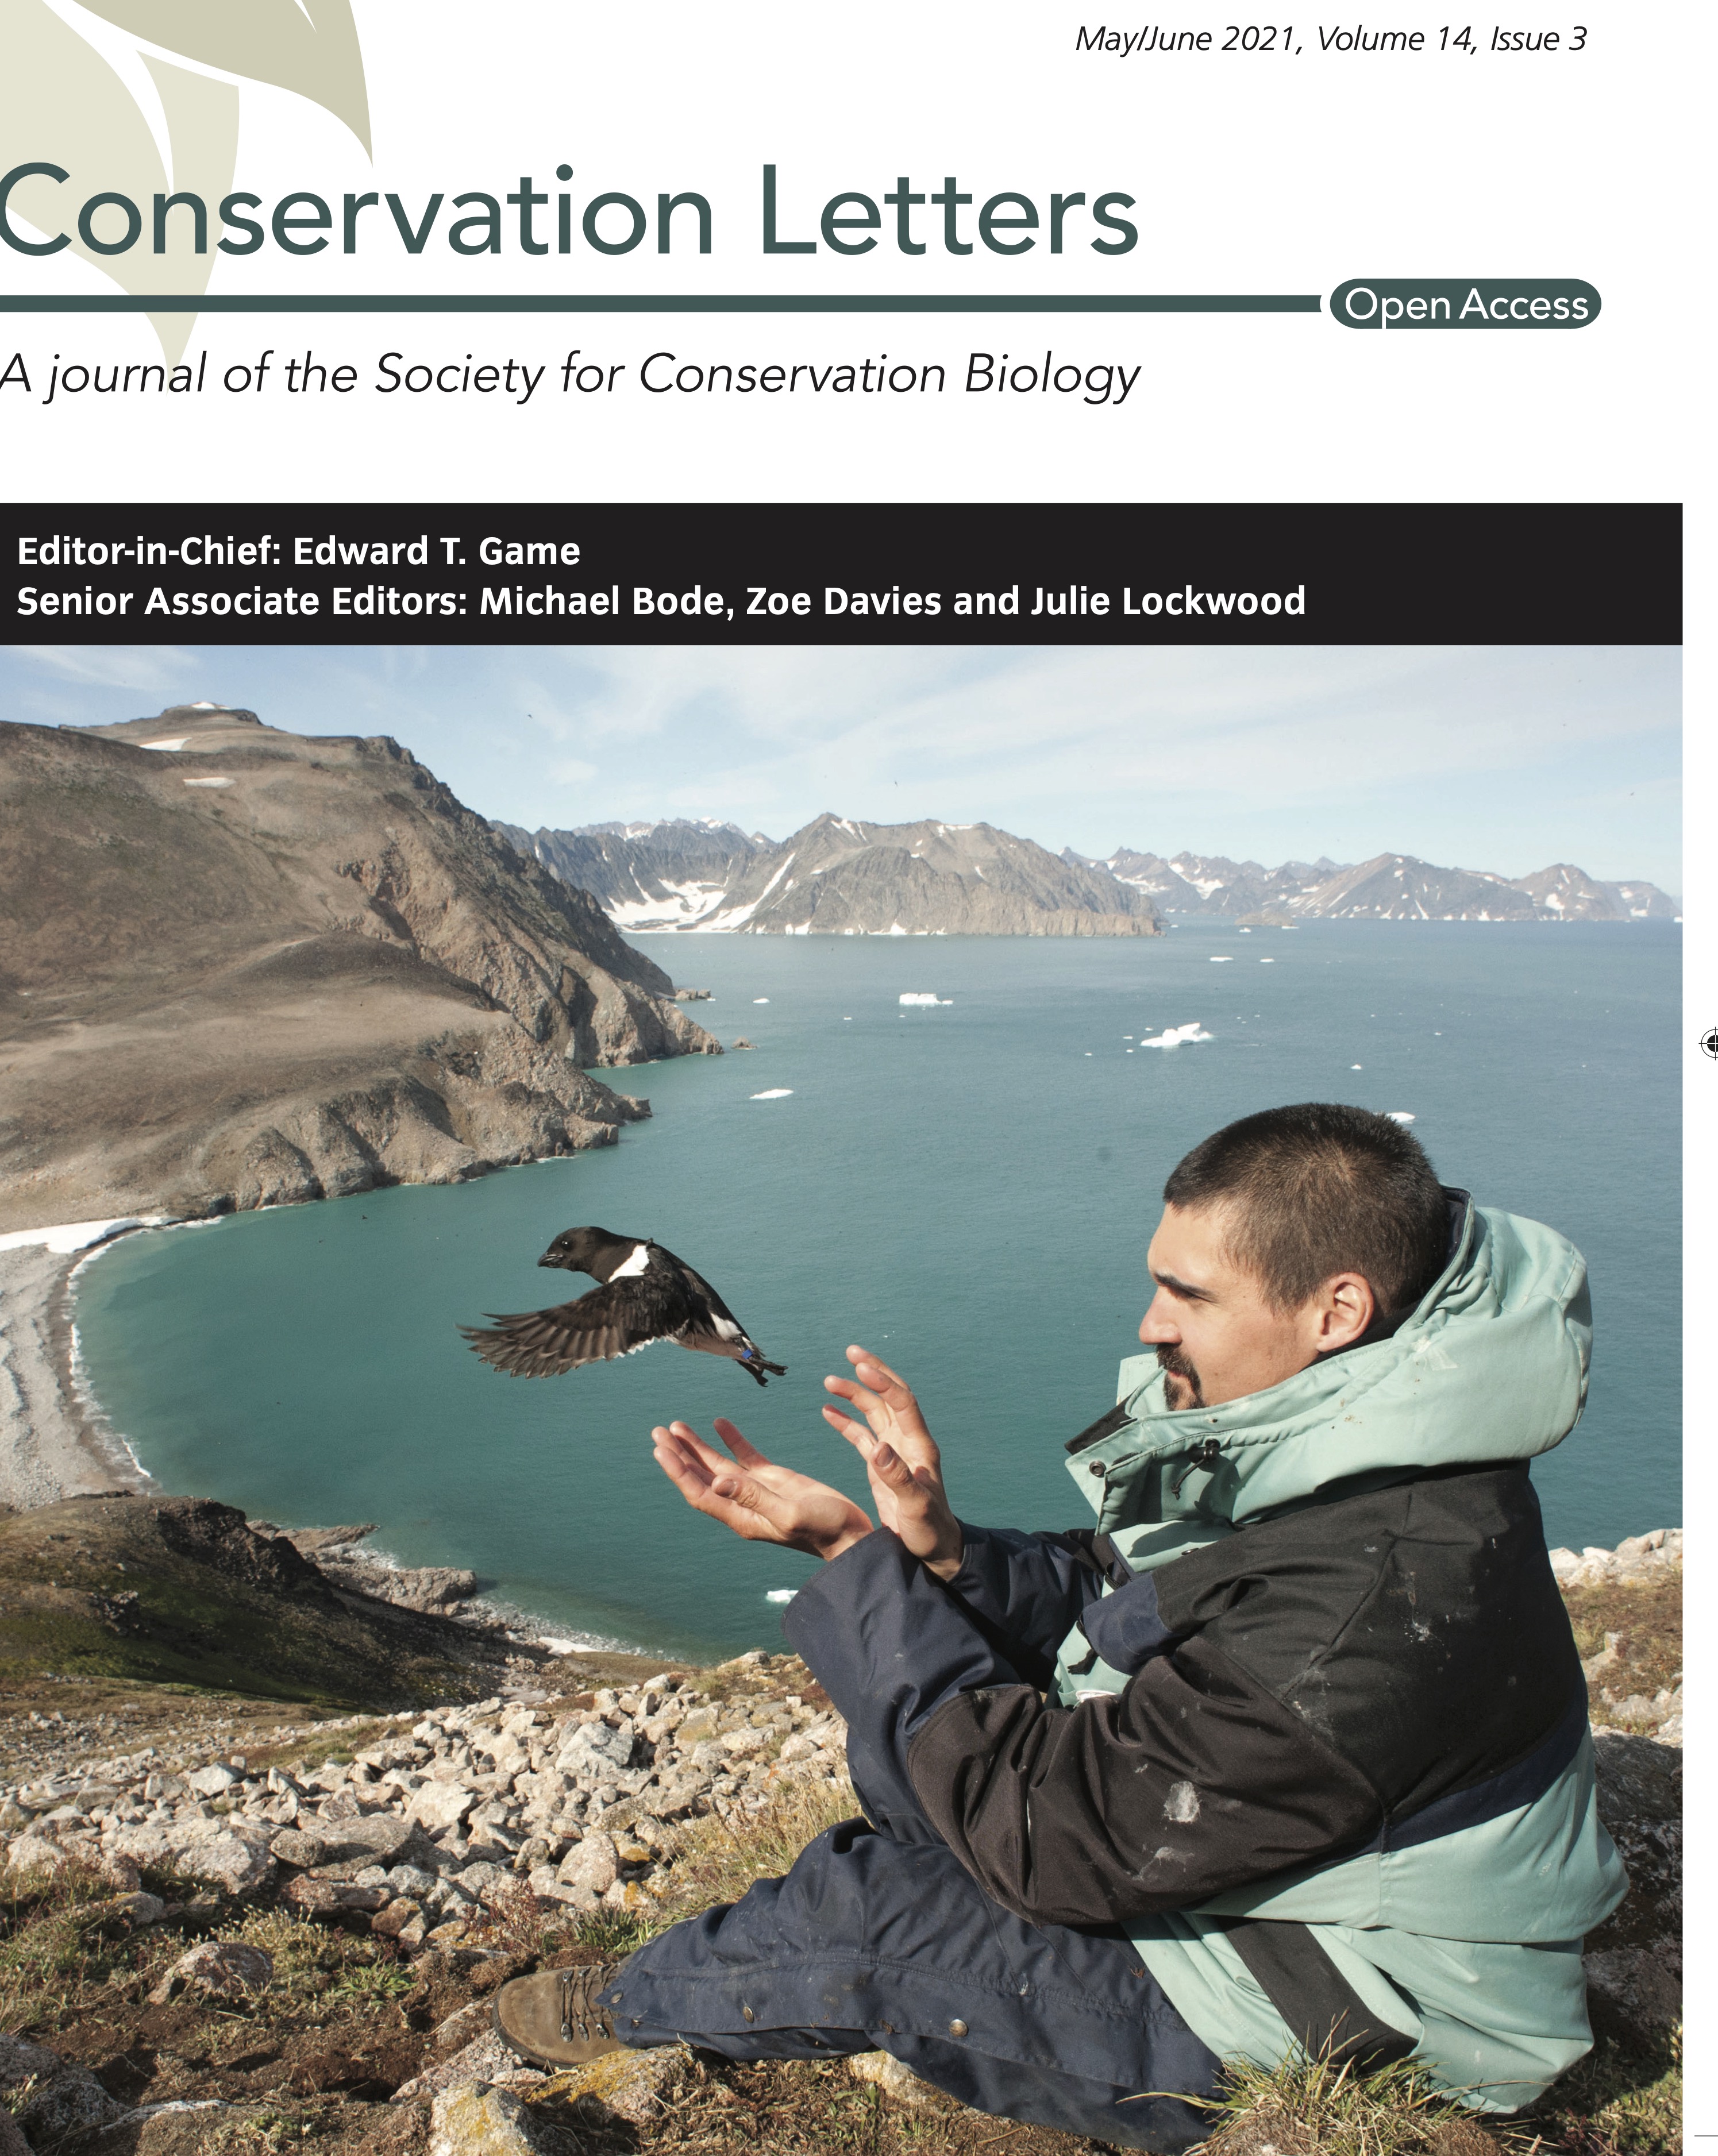 May/June 2021, Volume 14, Issue 3
Conservation Letters
Open Access
A journal of the Society for Conservation Biology
Editor-in-Chief: Edward T. Game
Senior Associate Editors: Michael Bode, Zoe Davies and Julie Lockwood